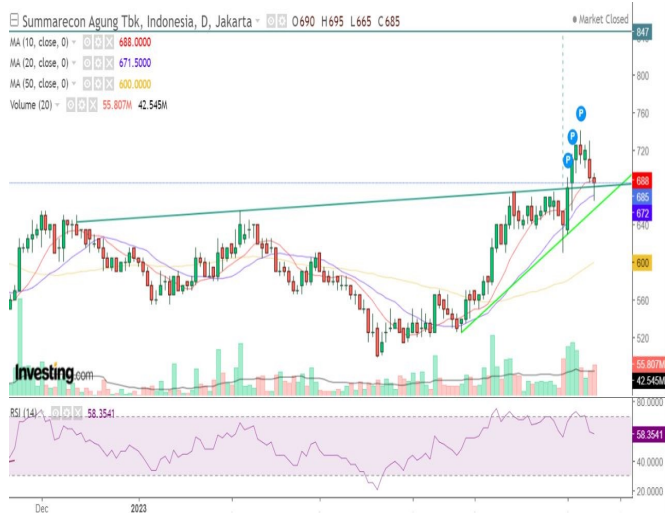 Summarecon Agung Tbk, Indonesia, D, Jakarta O690 H695 L665 C685
Market Closed
MA (10, close, 0) 688.0000
MA (20, close, 0) 671.5000
MA (50, close, 0) 600.0000
Volume (20) 55.807M 42.545M
847
800
760
720
688
685
672
640
600
560
520
55.807M
42.545M
P
P
P
Investing.com
RSI (14) 58.3541
80.0000
58.3541
40.0000
20.0000
Dec 2023